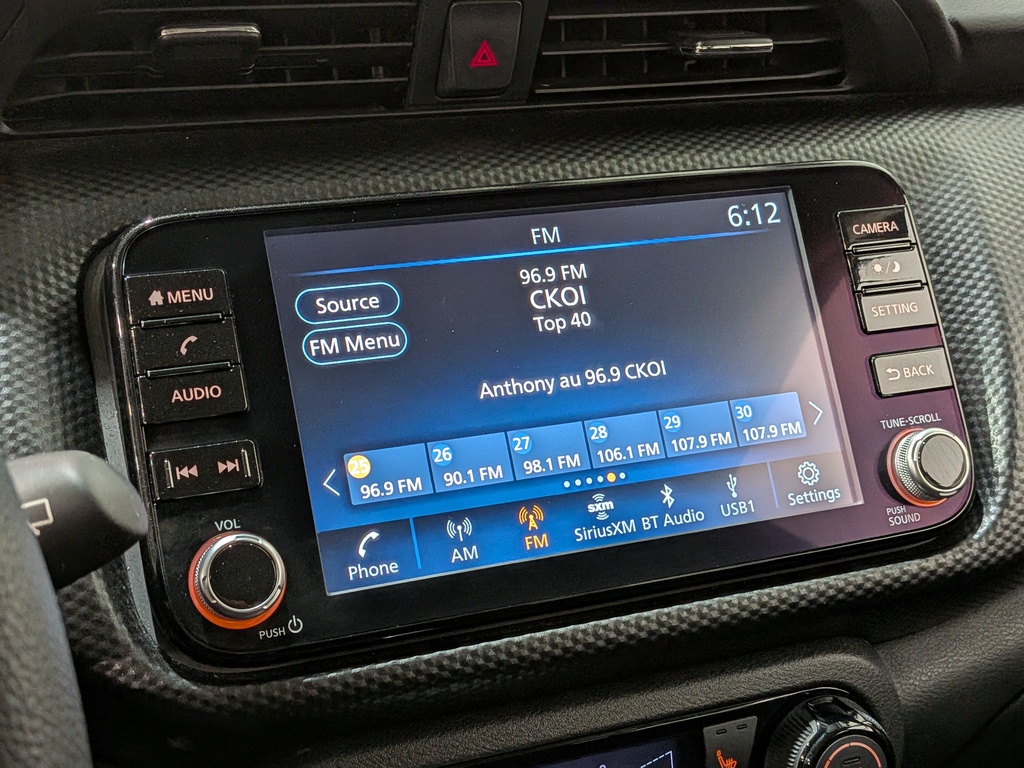 FM
6:12
96.9 FM
CKOI
Top 40
Source
FM Menu
Anthony au 96.9 CKOI
25
96.9 FM
26
90.1 FM
27
98.1 FM
28
106.1 FM
29
107.9 FM
30
107.9 FM
Phone
AM
FM
sxm
SiriusXM
BT Audio
USB1
Settings
MENU
AUDIO
VOL
PUSH
CAMERA
SETTING
BACK
TUNE·SCROLL
PUSH
SOUND